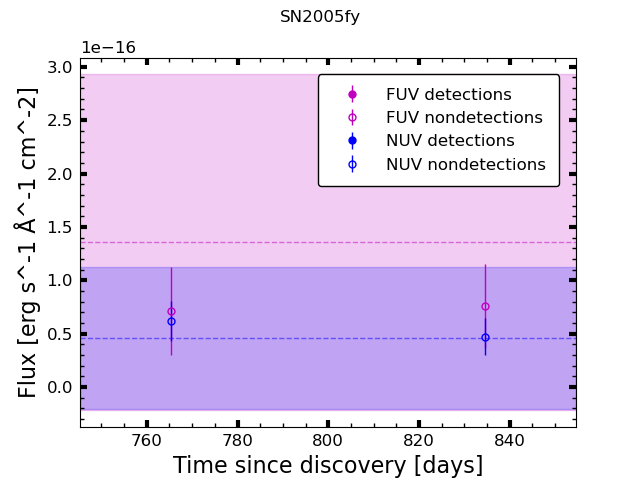 SN2005fy
1e−16
3.0
2.5
2.0
1.5
1.0
0.5
0.0
Flux [erg s^-1 Å^-1 cm^-2]
FUV detections
FUV nondetections
NUV detections
NUV nondetections
760 780 800 820 840
Time since discovery [days]